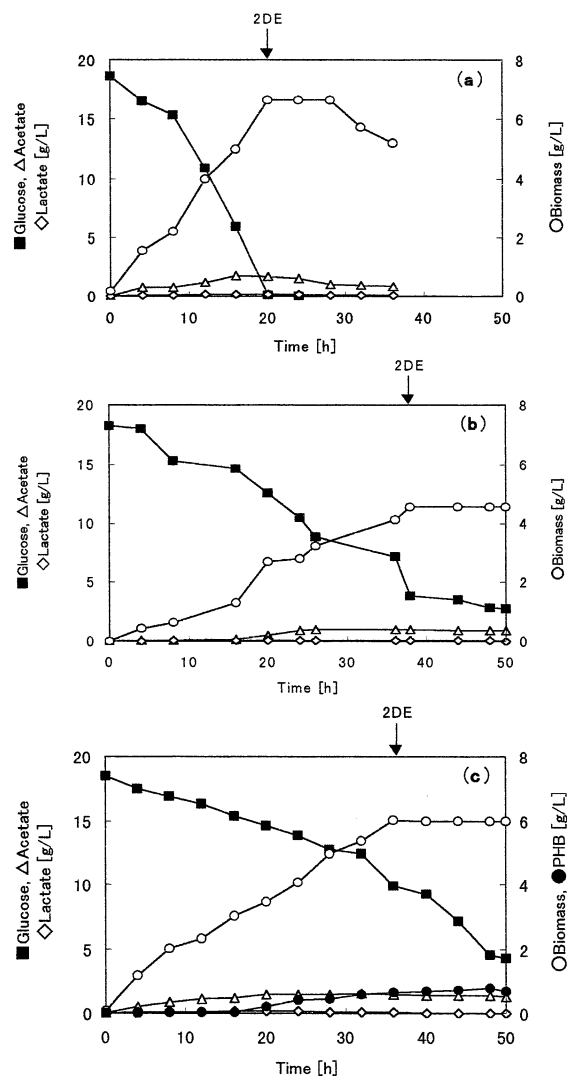 2DE
(a)
20
15
10
5
0
8
6
4
2
0
0 10 20 30 40 50
Time [h]
■Glucose, △Acetate
◇Lactate [g/L]
○Biomass [g/L]
2DE
(b)
20
15
10
5
0
8
6
4
2
0
0 10 20 30 40 50
Time [h]
■Glucose, △Acetate
◇Lactate [g/L]
○Biomass [g/L]
2DE
(c)
20
15
10
5
0
8
6
4
2
0
0 10 20 30 40 50
Time [h]
■Glucose, △Acetate
◇Lactate [g/L]
○Biomass, ●PHB [g/L]